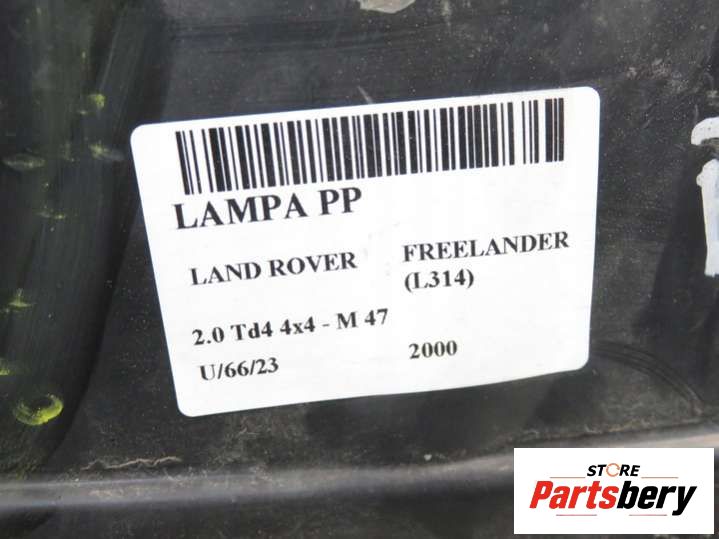 LAMPA PP
LAND ROVER FREELANDER
(L314)
2.0 Td4 4x4 - M 47
U/66/23 2000
STORE
Partsbery